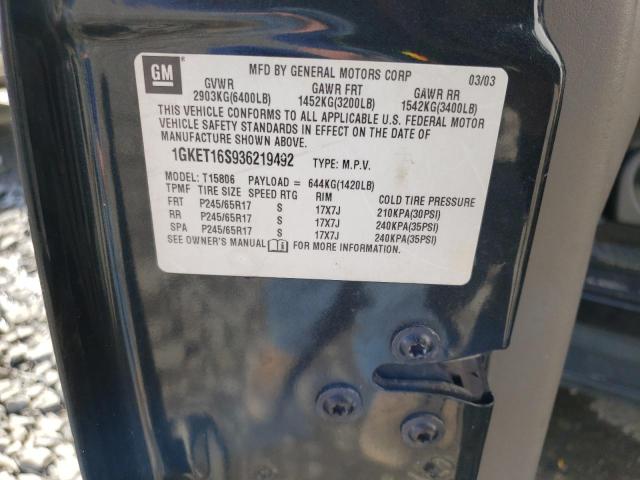 GM
MFD BY GENERAL MOTORS CORP 03/03
GVWR GAWR FRT GAWR RR
2903KG(6400LB) 1452KG(3200LB) 1542KG(3400LB)
THIS VEHICLE CONFORMS TO ALL APPLICABLE U.S. FEDERAL MOTOR
VEHICLE SAFETY STANDARDS IN EFFECT ON THE DATE OF
MANUFACTURE SHOWN ABOVE.
1GKET16S936219492 TYPE: M.P.V.
MODEL: T15806 PAYLOAD = 644KG(1420LB)
TPMF TIRE SIZE SPEED RTG RIM COLD TIRE PRESSURE
FRT P245/65R17 S 17X7J 210KPA(30PSI)
RR P245/65R17 S 17X7J 240KPA(35PSI)
SPA P245/65R17 S 17X7J 240KPA(35PSI)
SEE OWNER'S MANUAL FOR MORE INFORMATION.